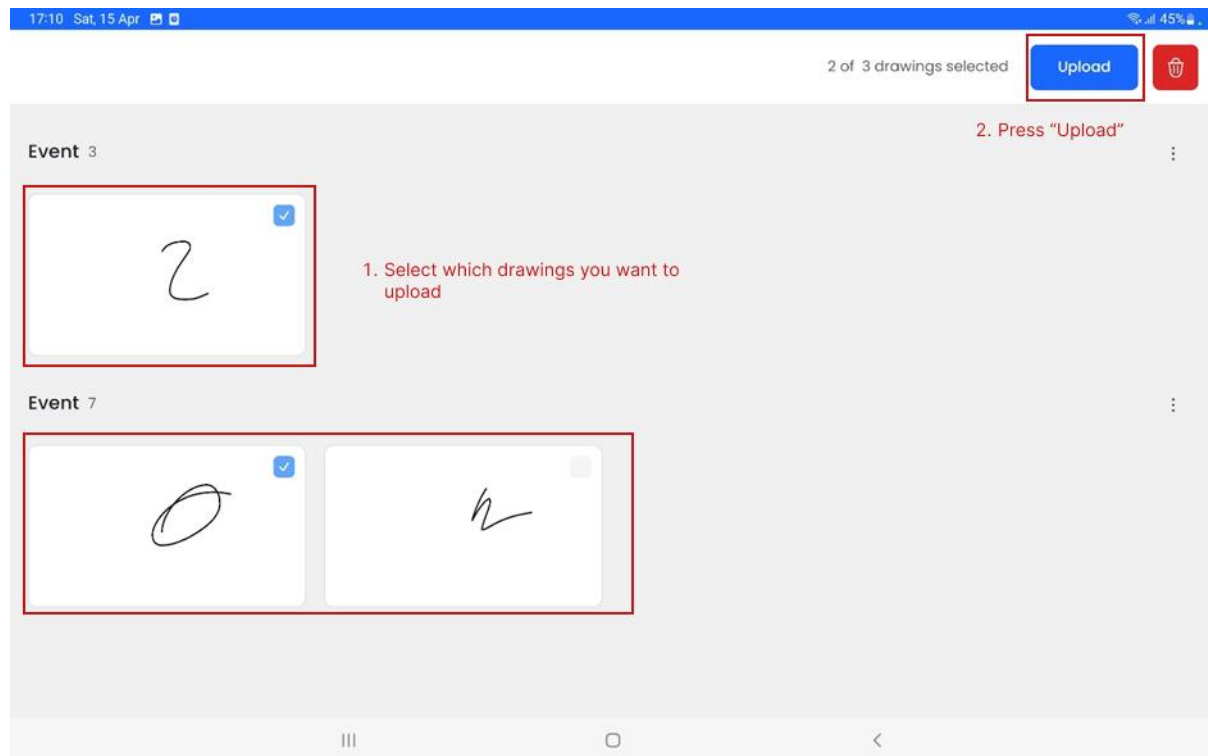 17:10 Sat, 15 Apr 45%
2 of 3 drawings selected Upload
2. Press “Upload”
Event 3
2
1. Select which drawings you want to
upload
Event 7